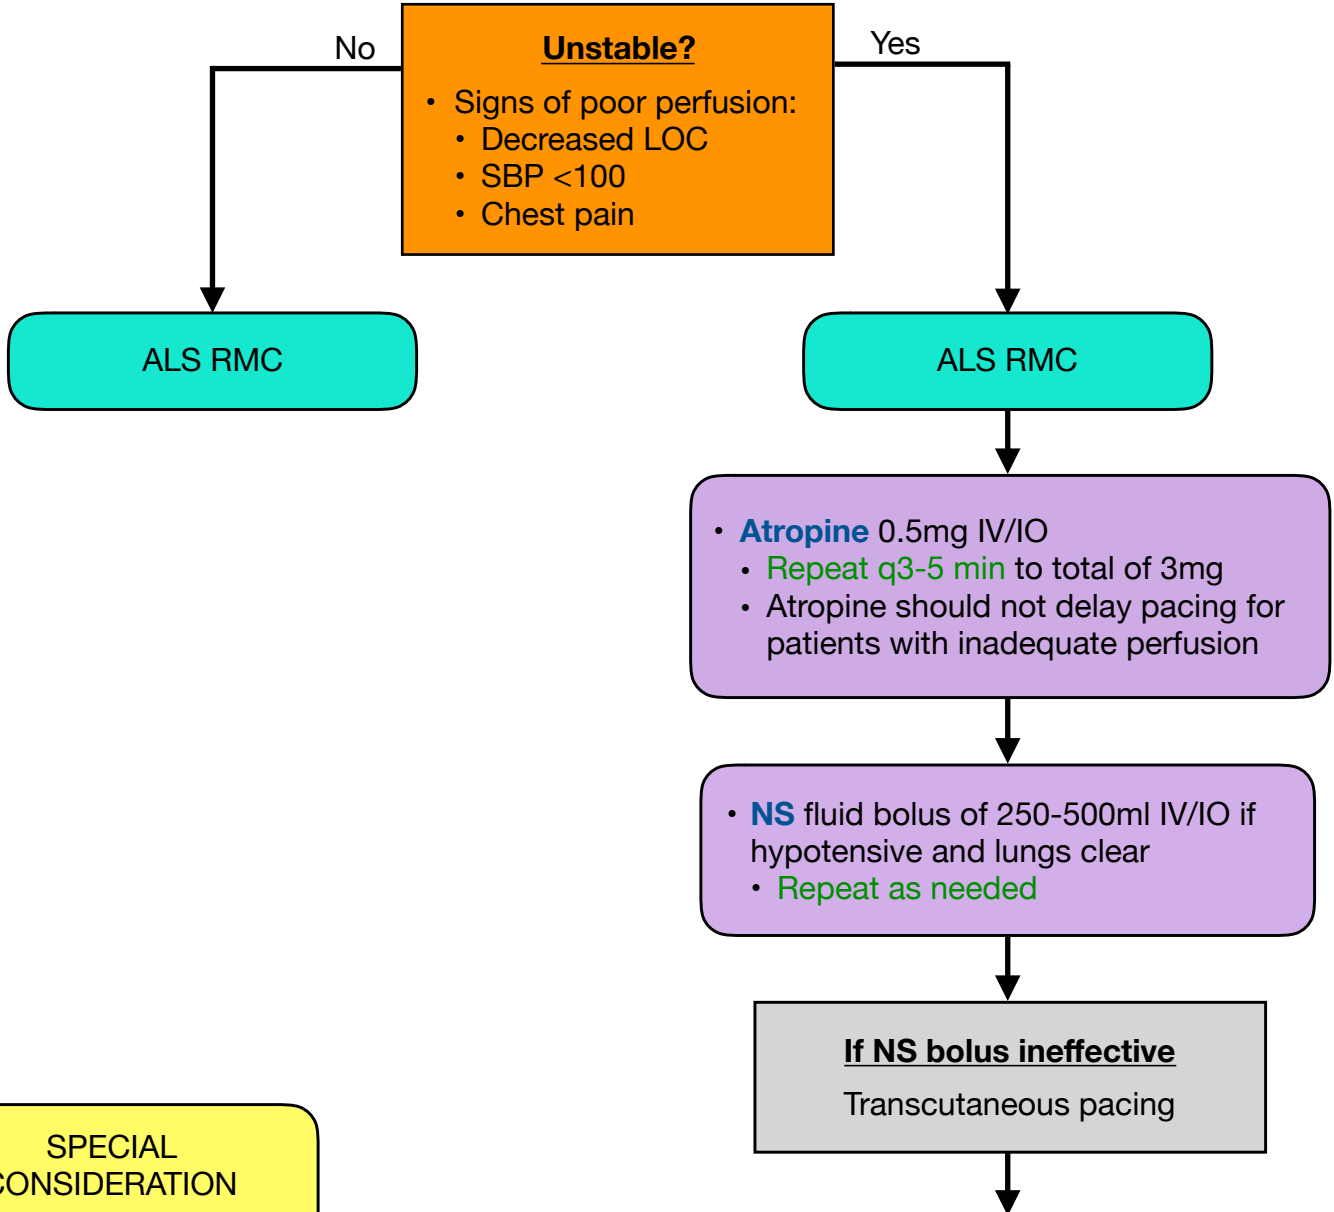 No
Unstable?
Yes
• Signs of poor perfusion:
• Decreased LOC
• SBP <100
• Chest pain
ALS RMC
ALS RMC
• Atropine 0.5mg IV/IO
• Repeat q3-5 min to total of 3mg
• Atropine should not delay pacing for
patients with inadequate perfusion
• NS fluid bolus of 250-500ml IV/IO if
hypotensive and lungs clear
• Repeat as needed
If NS bolus ineffective
Transcutaneous pacing
SPECIAL
CONSIDERATION